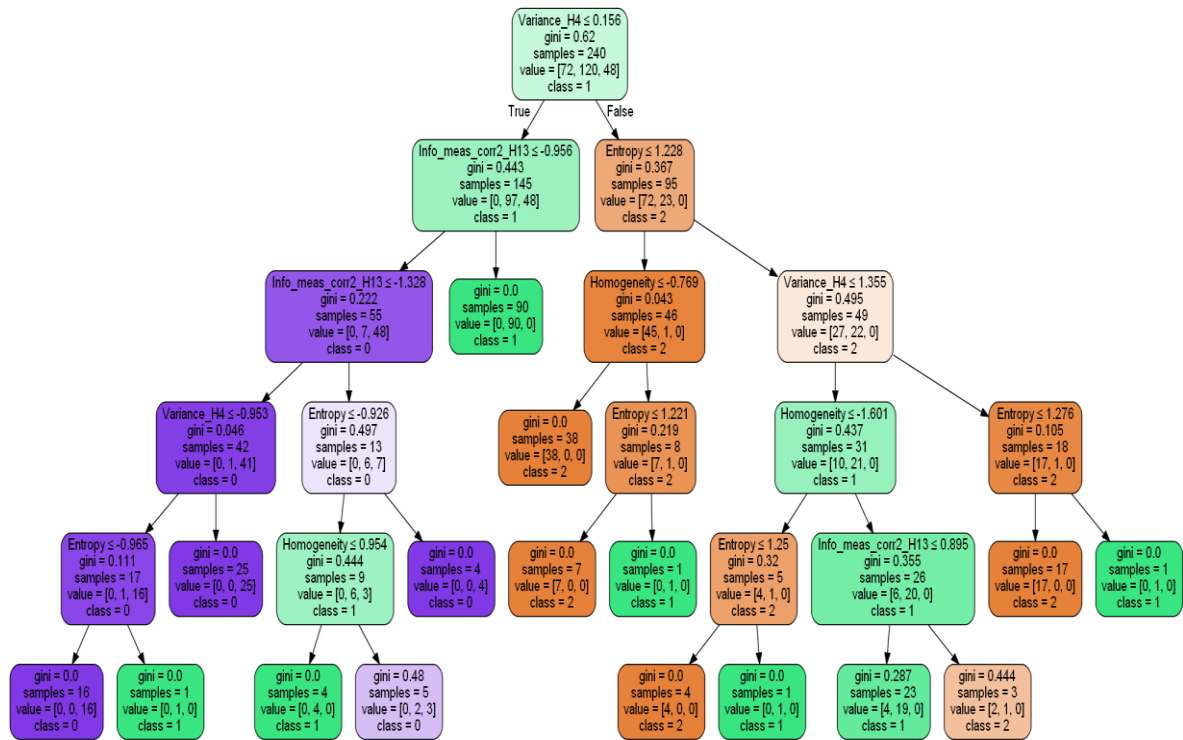 Variance_H4 ≤ 0.156
gini = 0.62
samples = 240
value = [72, 120, 48]
class = 1
True
False
Info_meas_corr2_H13 ≤ -0.956
gini = 0.443
samples = 145
value = [0, 97, 48]
class = 1
Entropy ≤ 1.228
gini = 0.367
samples = 95
value = [72, 23, 0]
class = 2
Info_meas_corr2_H13 ≤ -1.328
gini = 0.222
samples = 55
value = [0, 7, 48]
class = 0
gini = 0.0
samples = 90
value = [0, 90, 0]
class = 1
Homogeneity ≤ -0.769
gini = 0.043
samples = 46
value = [45, 1, 0]
class = 2
Variance_H4 ≤ 1.355
gini = 0.495
samples = 49
value = [27, 22, 0]
class = 2
Variance_H4 ≤ -0.953
gini = 0.046
samples = 42
value = [0, 1, 41]
class = 0
Entropy ≤ -0.926
gini = 0.497
samples = 13
value = [0, 6, 7]
class = 0
gini = 0.0
samples = 38
value = [38, 0, 0]
class = 2
Entropy ≤ 1.221
gini = 0.219
samples = 8
value = [7, 1, 0]
class = 2
Homogeneity ≤ -1.601
gini = 0.437
samples = 31
value = [10, 21, 0]
class = 1
Entropy ≤ 1.276
gini = 0.105
samples = 18
value = [17, 1, 0]
class = 2
Entropy ≤ -0.965
gini = 0.111
samples = 17
value = [0, 1, 16]
class = 0
gini = 0.0
samples = 25
value = [0, 0, 25]
class = 0
Homogeneity ≤ 0.954
gini = 0.444
samples = 9
value = [0, 6, 3]
class = 1
gini = 0.0
samples = 4
value = [0, 0, 4]
class = 0
gini = 0.0
samples = 7
value = [7, 0, 0]
class = 2
gini = 0.0
samples = 1
value = [0, 1, 0]
class = 1
Entropy ≤ 1.25
gini = 0.32
samples = 5
value = [4, 1, 0]
class = 2
Info_meas_corr2_H13 ≤ 0.895
gini = 0.355
samples = 26
value = [6, 20, 0]
class = 1
gini = 0.0
samples = 17
value = [17, 0, 0]
class = 2
gini = 0.0
samples = 1
value = [0, 1, 0]
class = 1
gini = 0.0
samples = 16
value = [0, 0, 16]
class = 0
gini = 0.0
samples = 1
value = [0, 1, 0]
class = 1
gini = 0.0
samples = 4
value = [0, 4, 0]
class = 1
gini = 0.48
samples = 5
value = [0, 2, 3]
class = 0
gini = 0.0
samples = 4
value = [4, 0, 0]
class = 2
gini = 0.0
samples = 1
value = [0, 1, 0]
class = 1
gini = 0.287
samples = 23
value = [4, 19, 0]
class = 1
gini = 0.444
samples = 3
value = [2, 1, 0]
class = 2